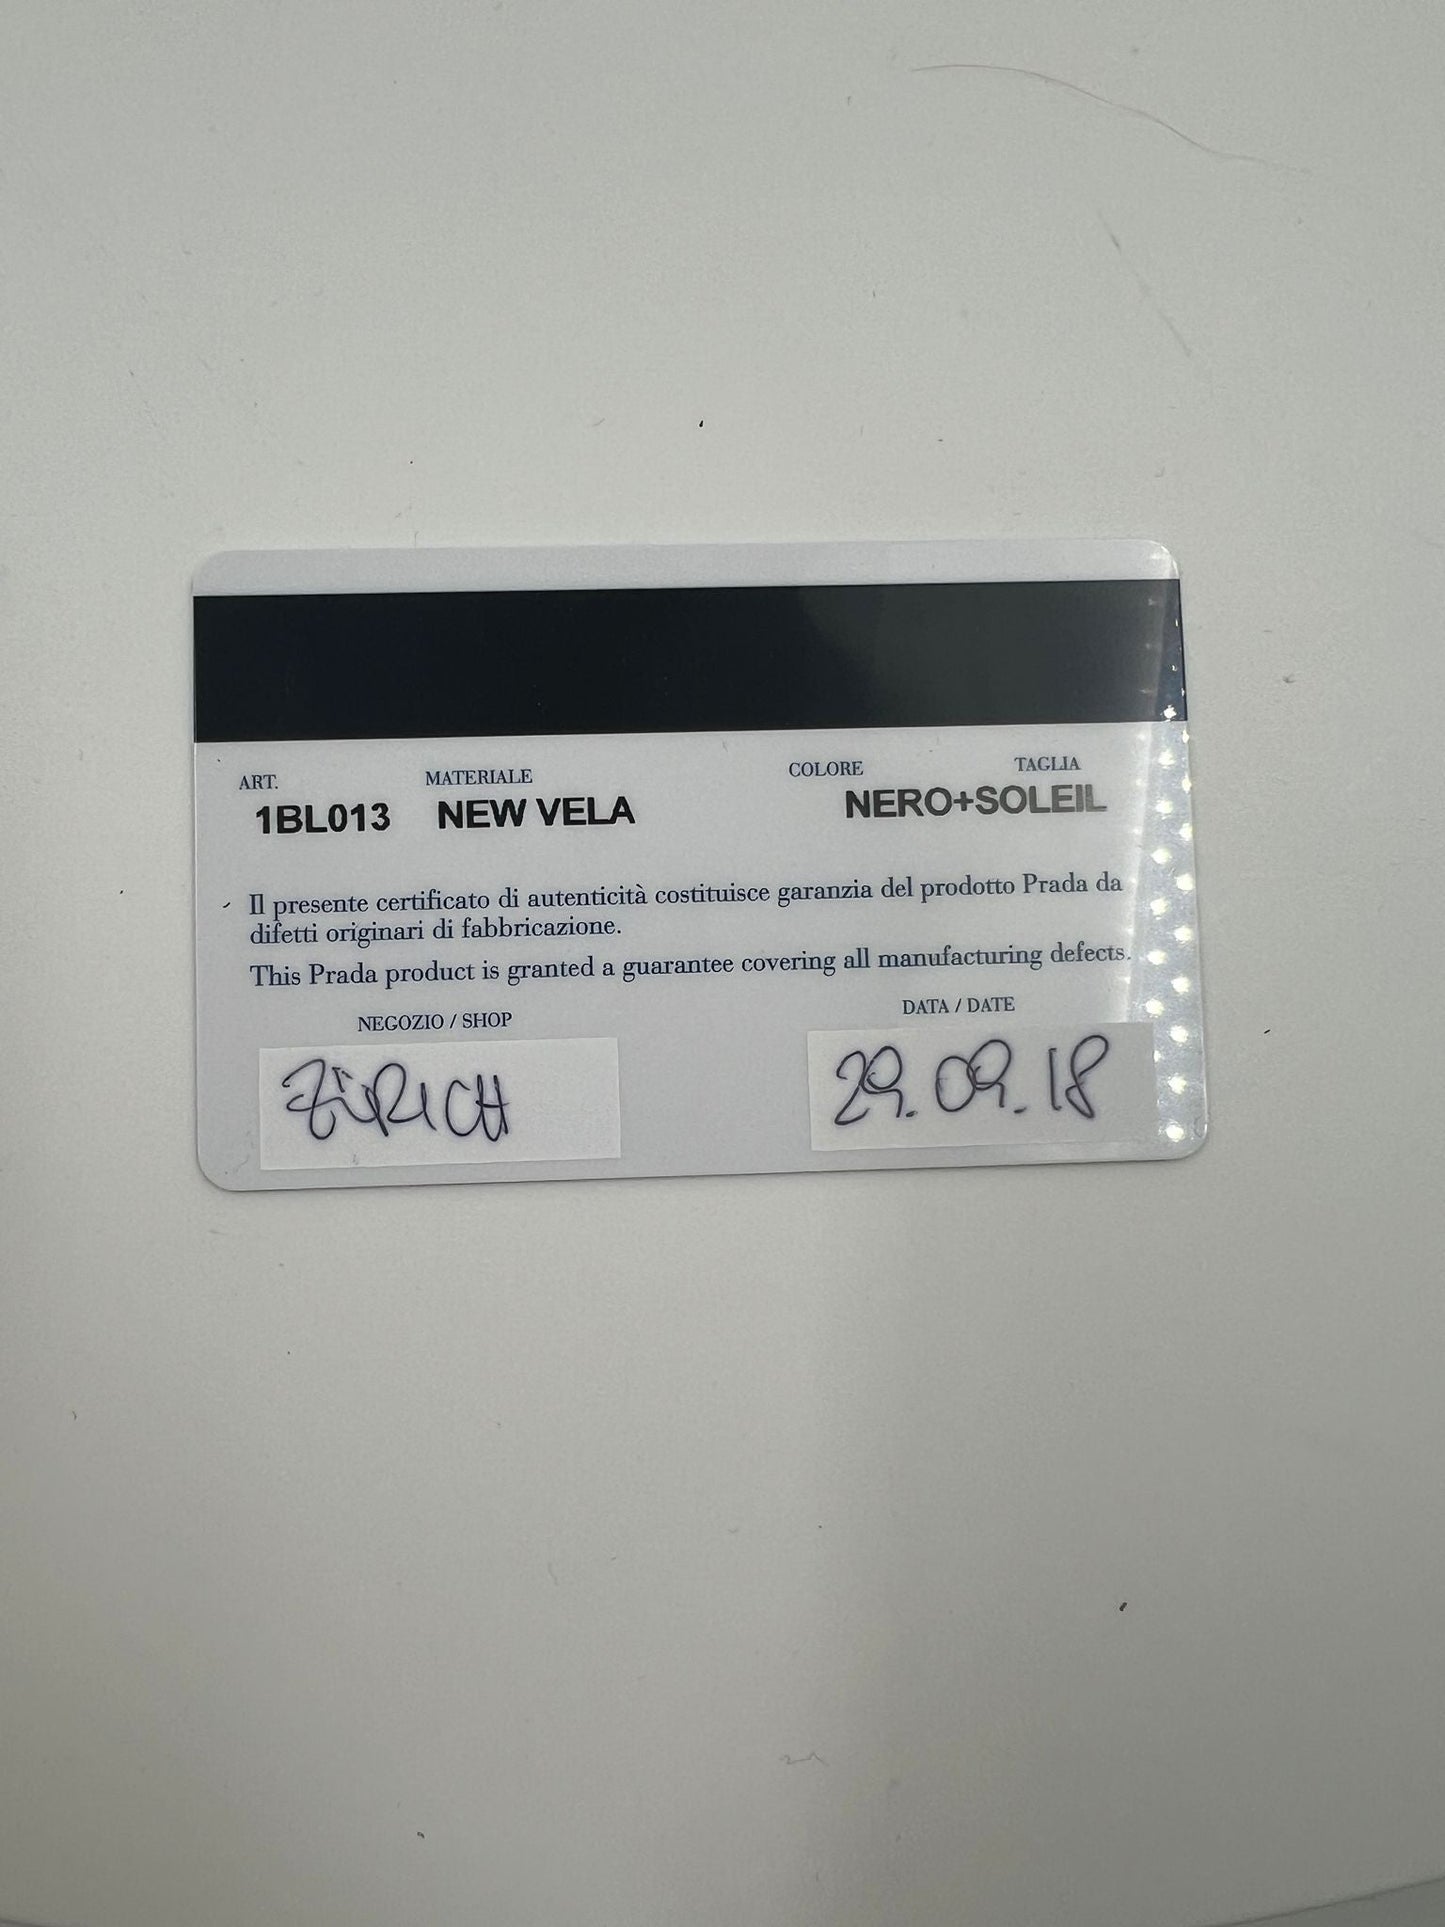 ART. MATERIALE COLORE TAGLIA
1BL013 NEW VELA NERO+SOLEIL
Il presente certificato di autenticità costituisce garanzia del prodotto Prada da
difetti originari di fabbricazione.
This Prada product is granted a guarantee covering all manufacturing defects.
NEGOZIO / SHOP DATA / DATE
ZÜRICH 29.09.18